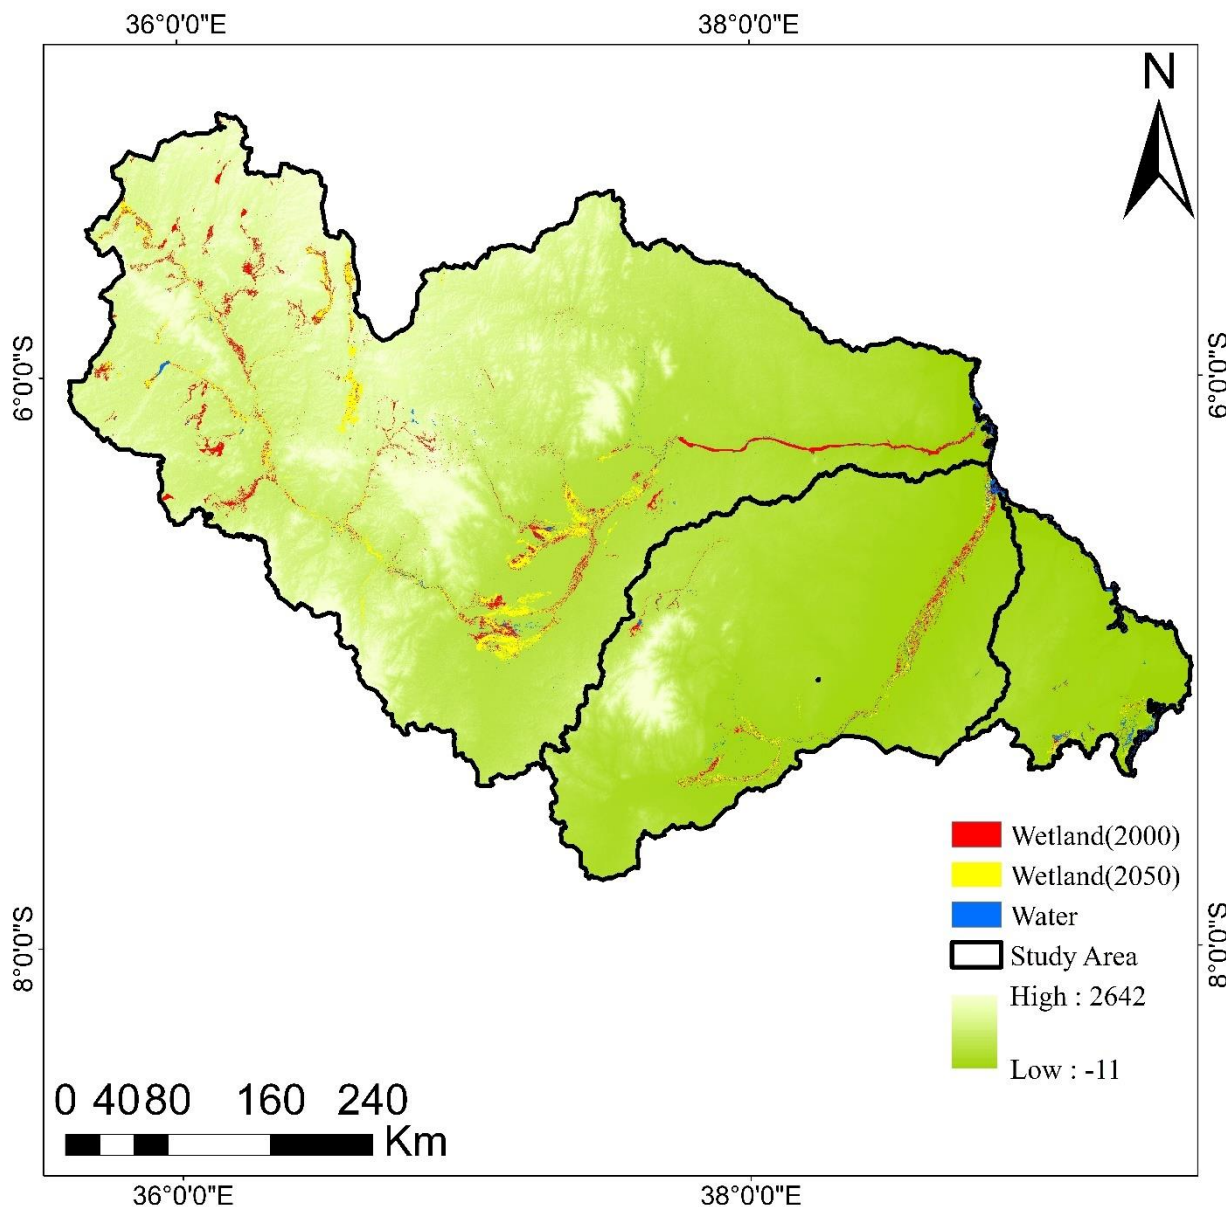 36°0'0"E 38°0'0"E
N
6°0'0"S 6°0'0"S
Wetland(2000)
Wetland(2050)
Water
Study Area
High : 2642
Low : -11
8°0'0"S 8°0'0"S
0 40 80 160 240
Km
36°0'0"E 38°0'0"E